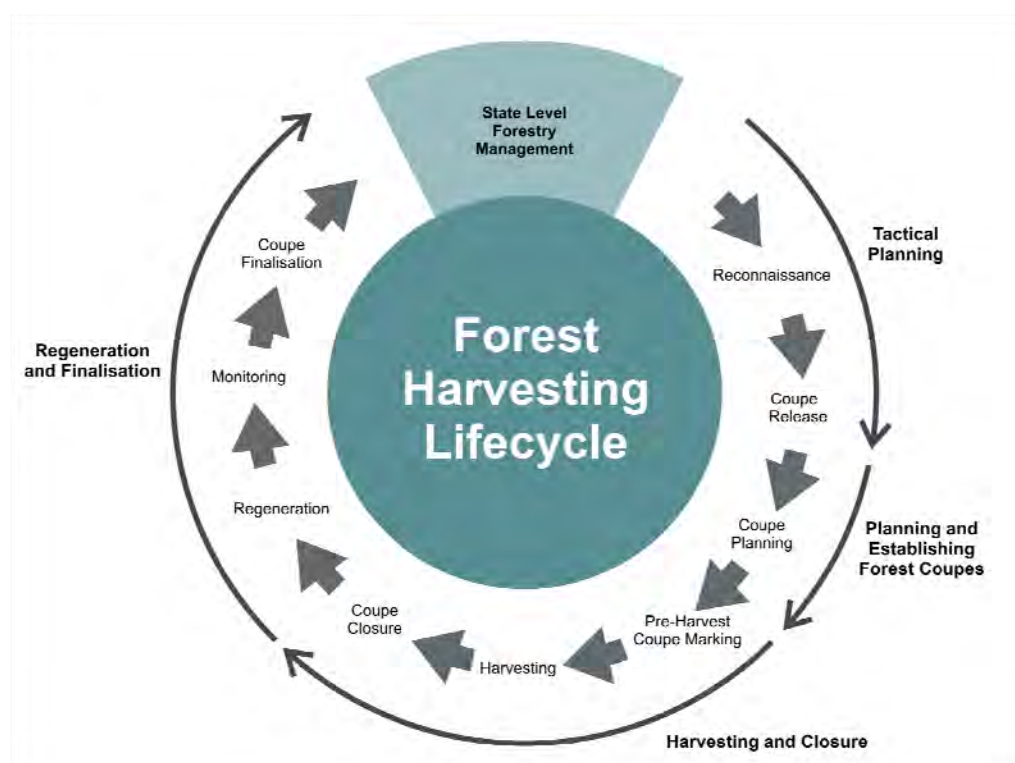 State Level
Forestry
Management
Forest
Harvesting
Lifecycle
Tactical
Planning
Reconnaissance
Coupe
Release
Coupe
Planning
Planning and
Establishing
Forest Coupes
Pre-Harvest
Coupe Marking
Harvesting
Harvesting and Closure
Coupe
Closure
Regeneration
Monitoring
Regeneration
and Finalisation
Coupe
Finalisation